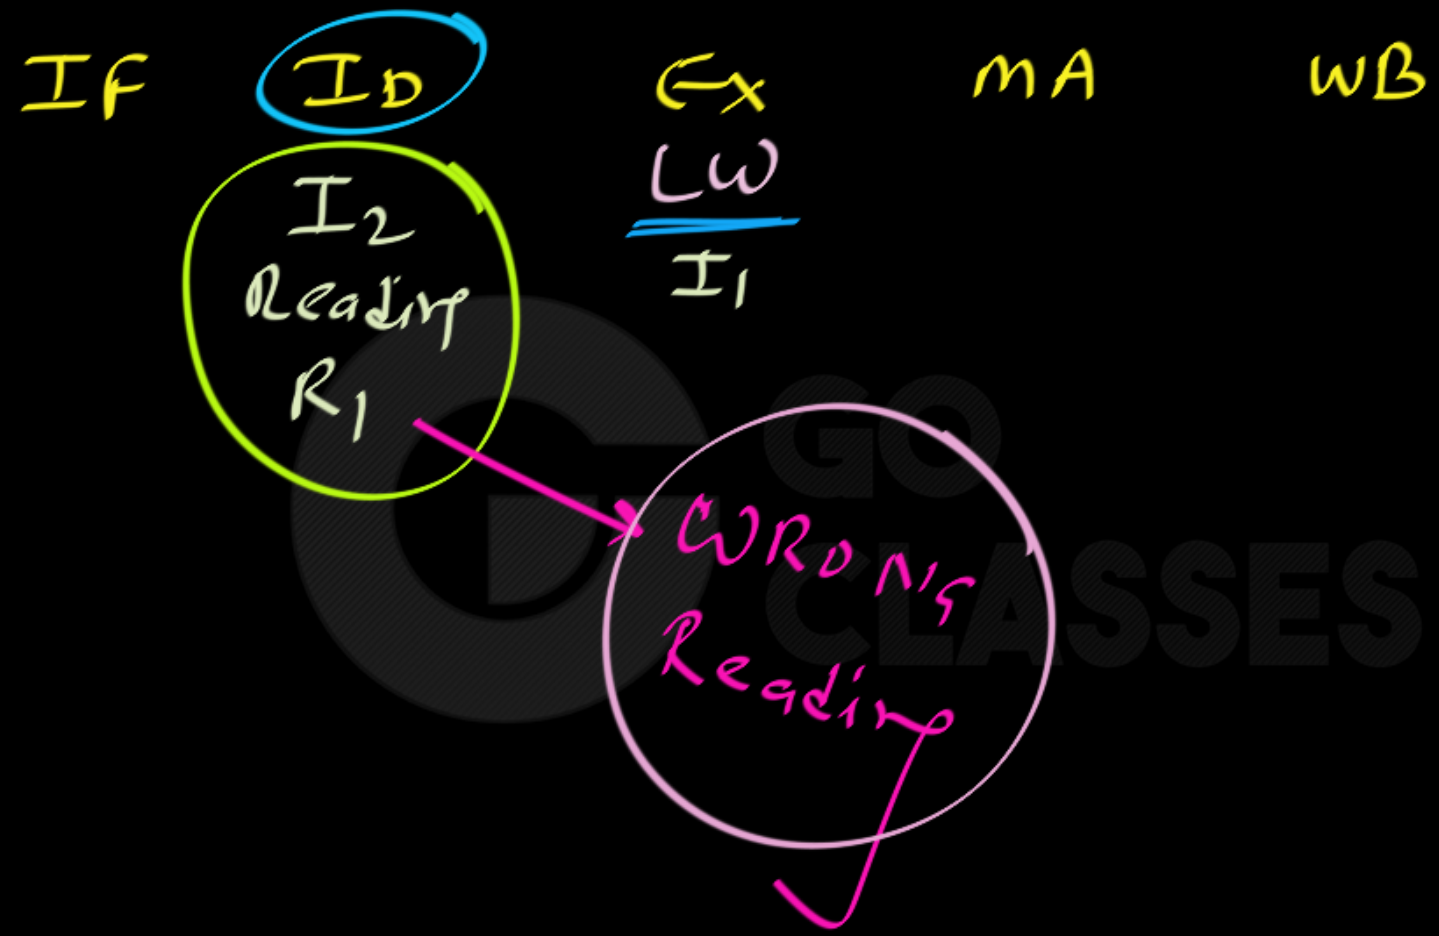 IF ID EX MA WB
LW
I2
I1
Reading
R1
GO
CLASSES
WRONG
Reading